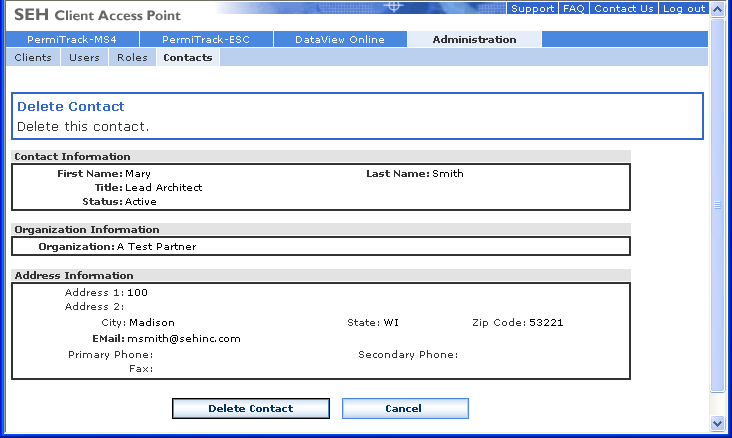 SEH Client Access Point
Support FAQ Contact Us Log out
PermiTrack-MS4 PermiTrack-ESC DataView Online Administration
Clients Users Roles Contacts
Delete Contact
Delete this contact.
Contact Information
First Name: Mary Last Name: Smith
Title: Lead Architect
Status: Active
Organization Information
Organization: A Test Partner
Address Information
Address 1: 100
Address 2:
City: Madison State: WI Zip Code: 53221
EMail: msmith@sehinc.com
Primary Phone: Secondary Phone:
Fax:
Delete Contact Cancel